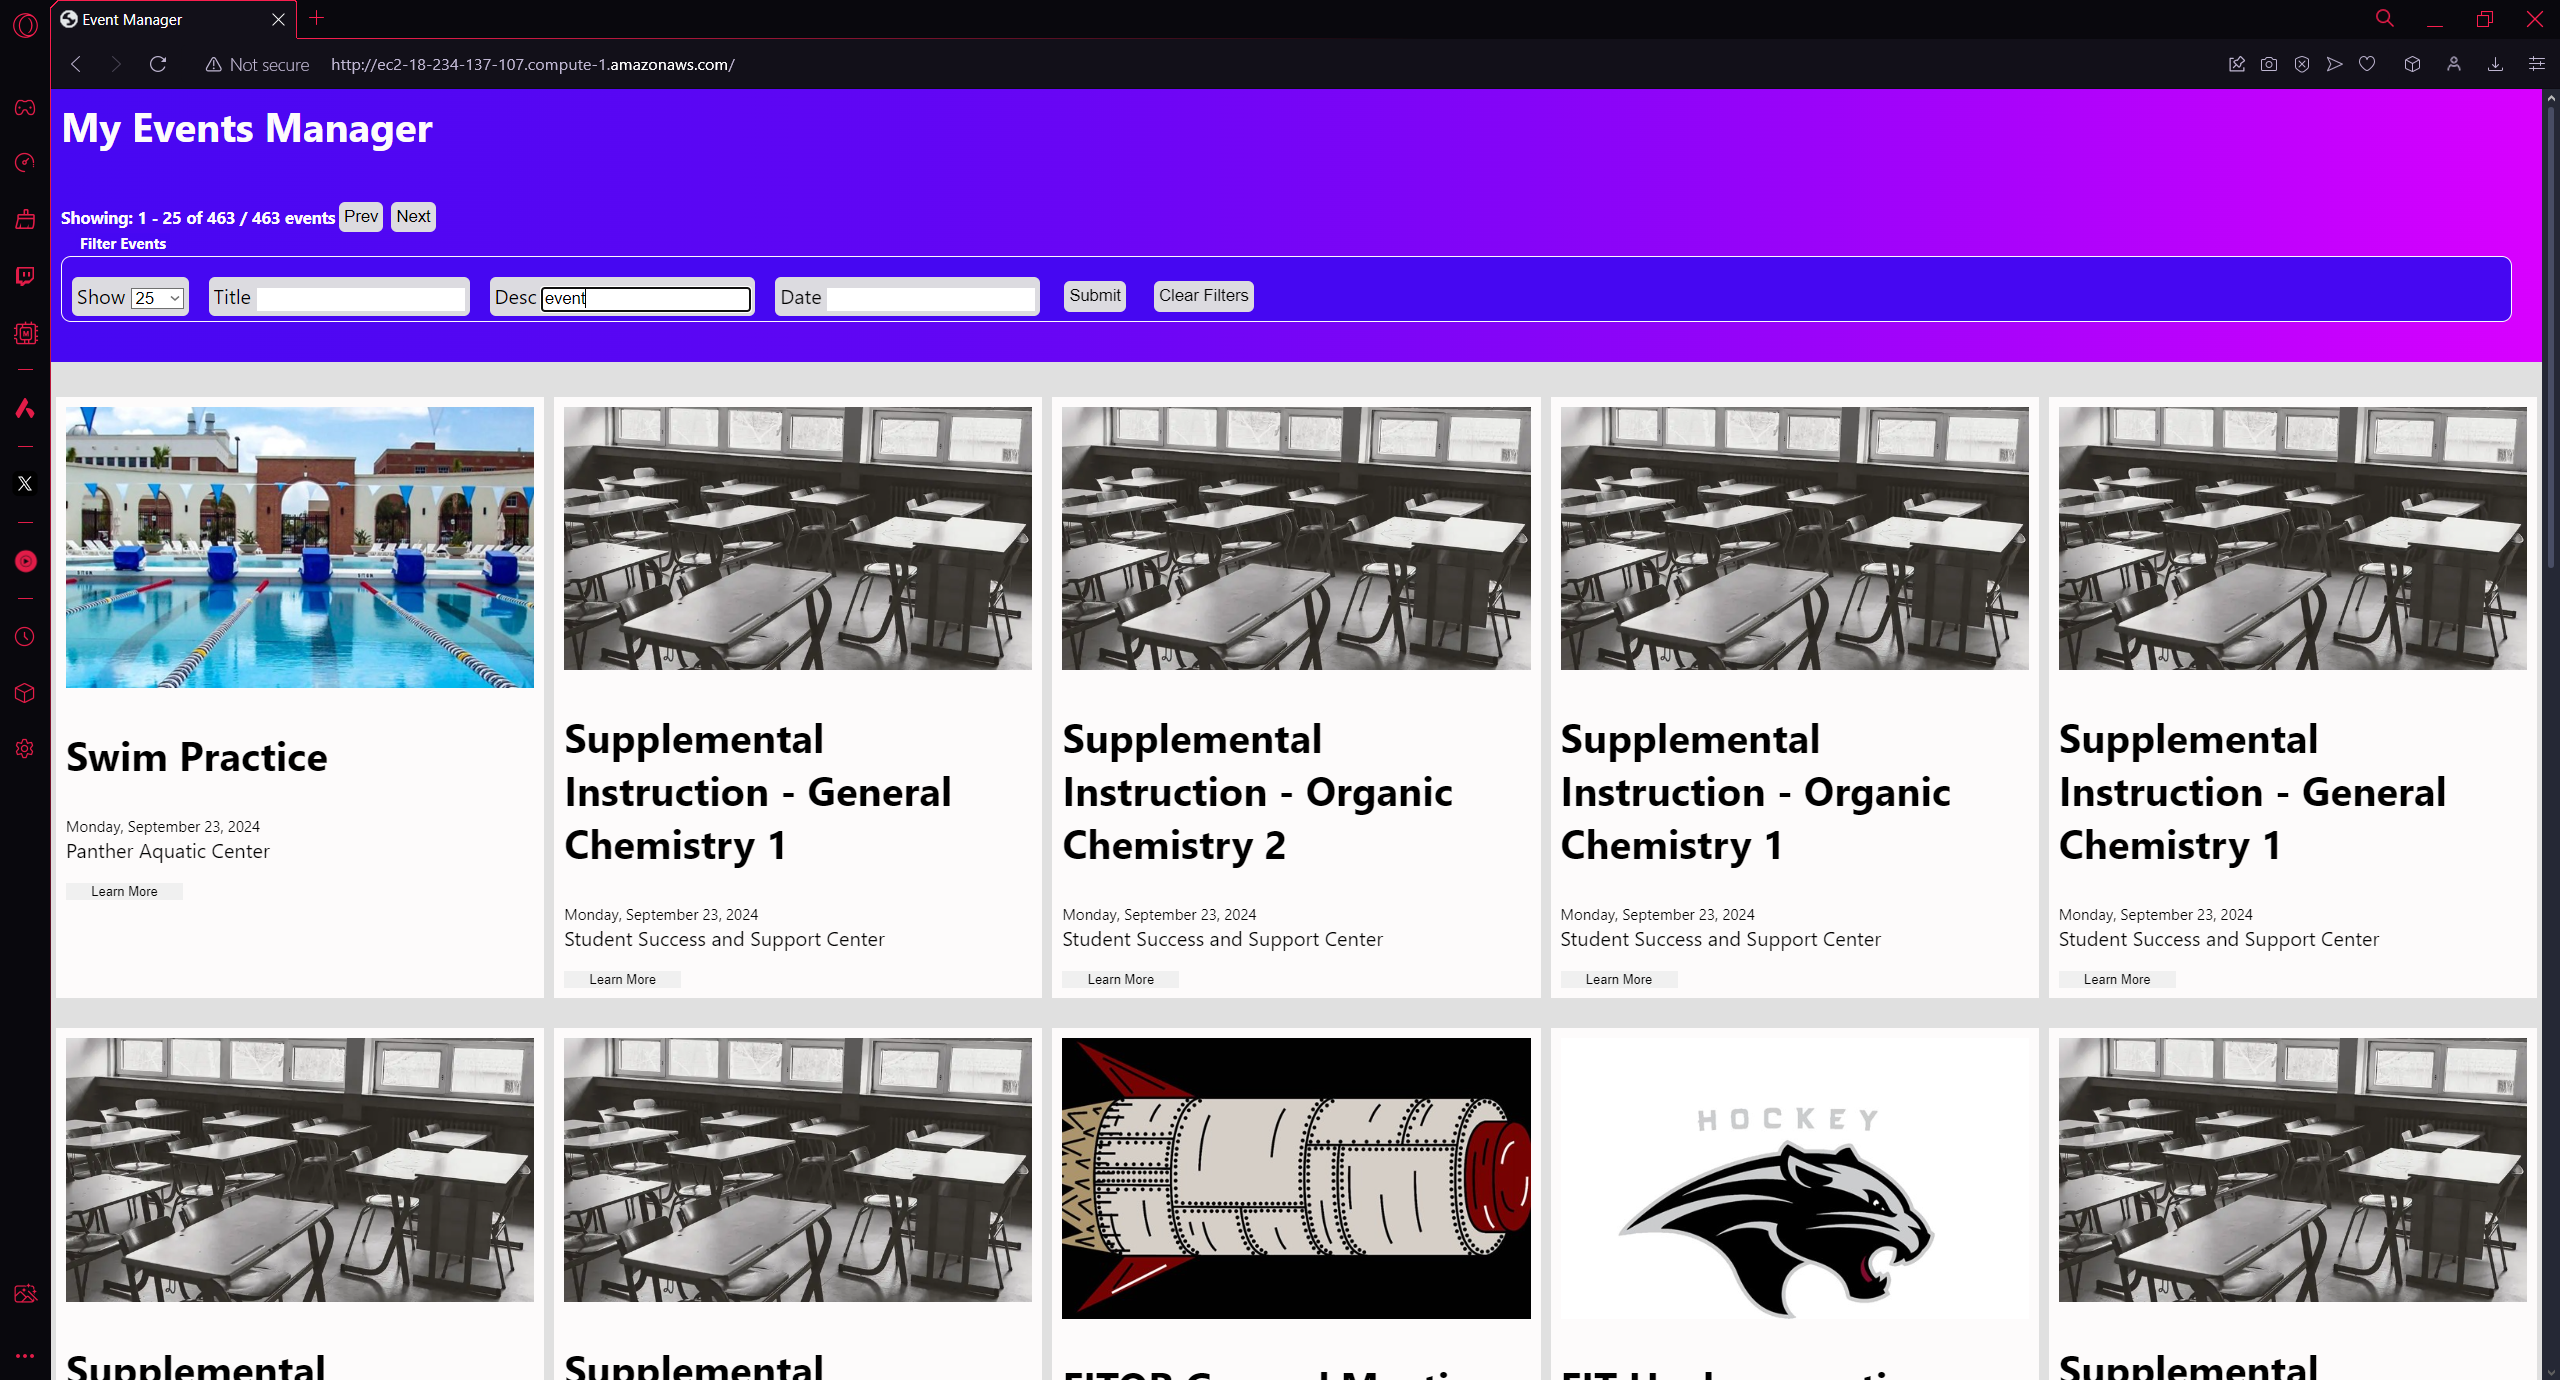 Event Manager
Not secure
http://ec2-18-234-137-107.compute-1.amazonaws.com/
My Events Manager
Showing: 1 - 25 of 463 / 463 events Prev Next
Filter Events
Show 25 Title Desc event Date Submit Clear Filters
Swim Practice
Monday, September 23, 2024
Panther Aquatic Center
Learn More
Supplemental
Instruction - General
Chemistry 1
Monday, September 23, 2024
Student Success and Support Center
Learn More
Supplemental
Instruction - Organic
Chemistry 2
Monday, September 23, 2024
Student Success and Support Center
Learn More
Supplemental
Instruction - Organic
Chemistry 1
Monday, September 23, 2024
Student Success and Support Center
Learn More
Supplemental
Instruction - General
Chemistry 1
Monday, September 23, 2024
Student Success and Support Center
Learn More
Supplemental
Supplemental
HOCKEY
Supplemental